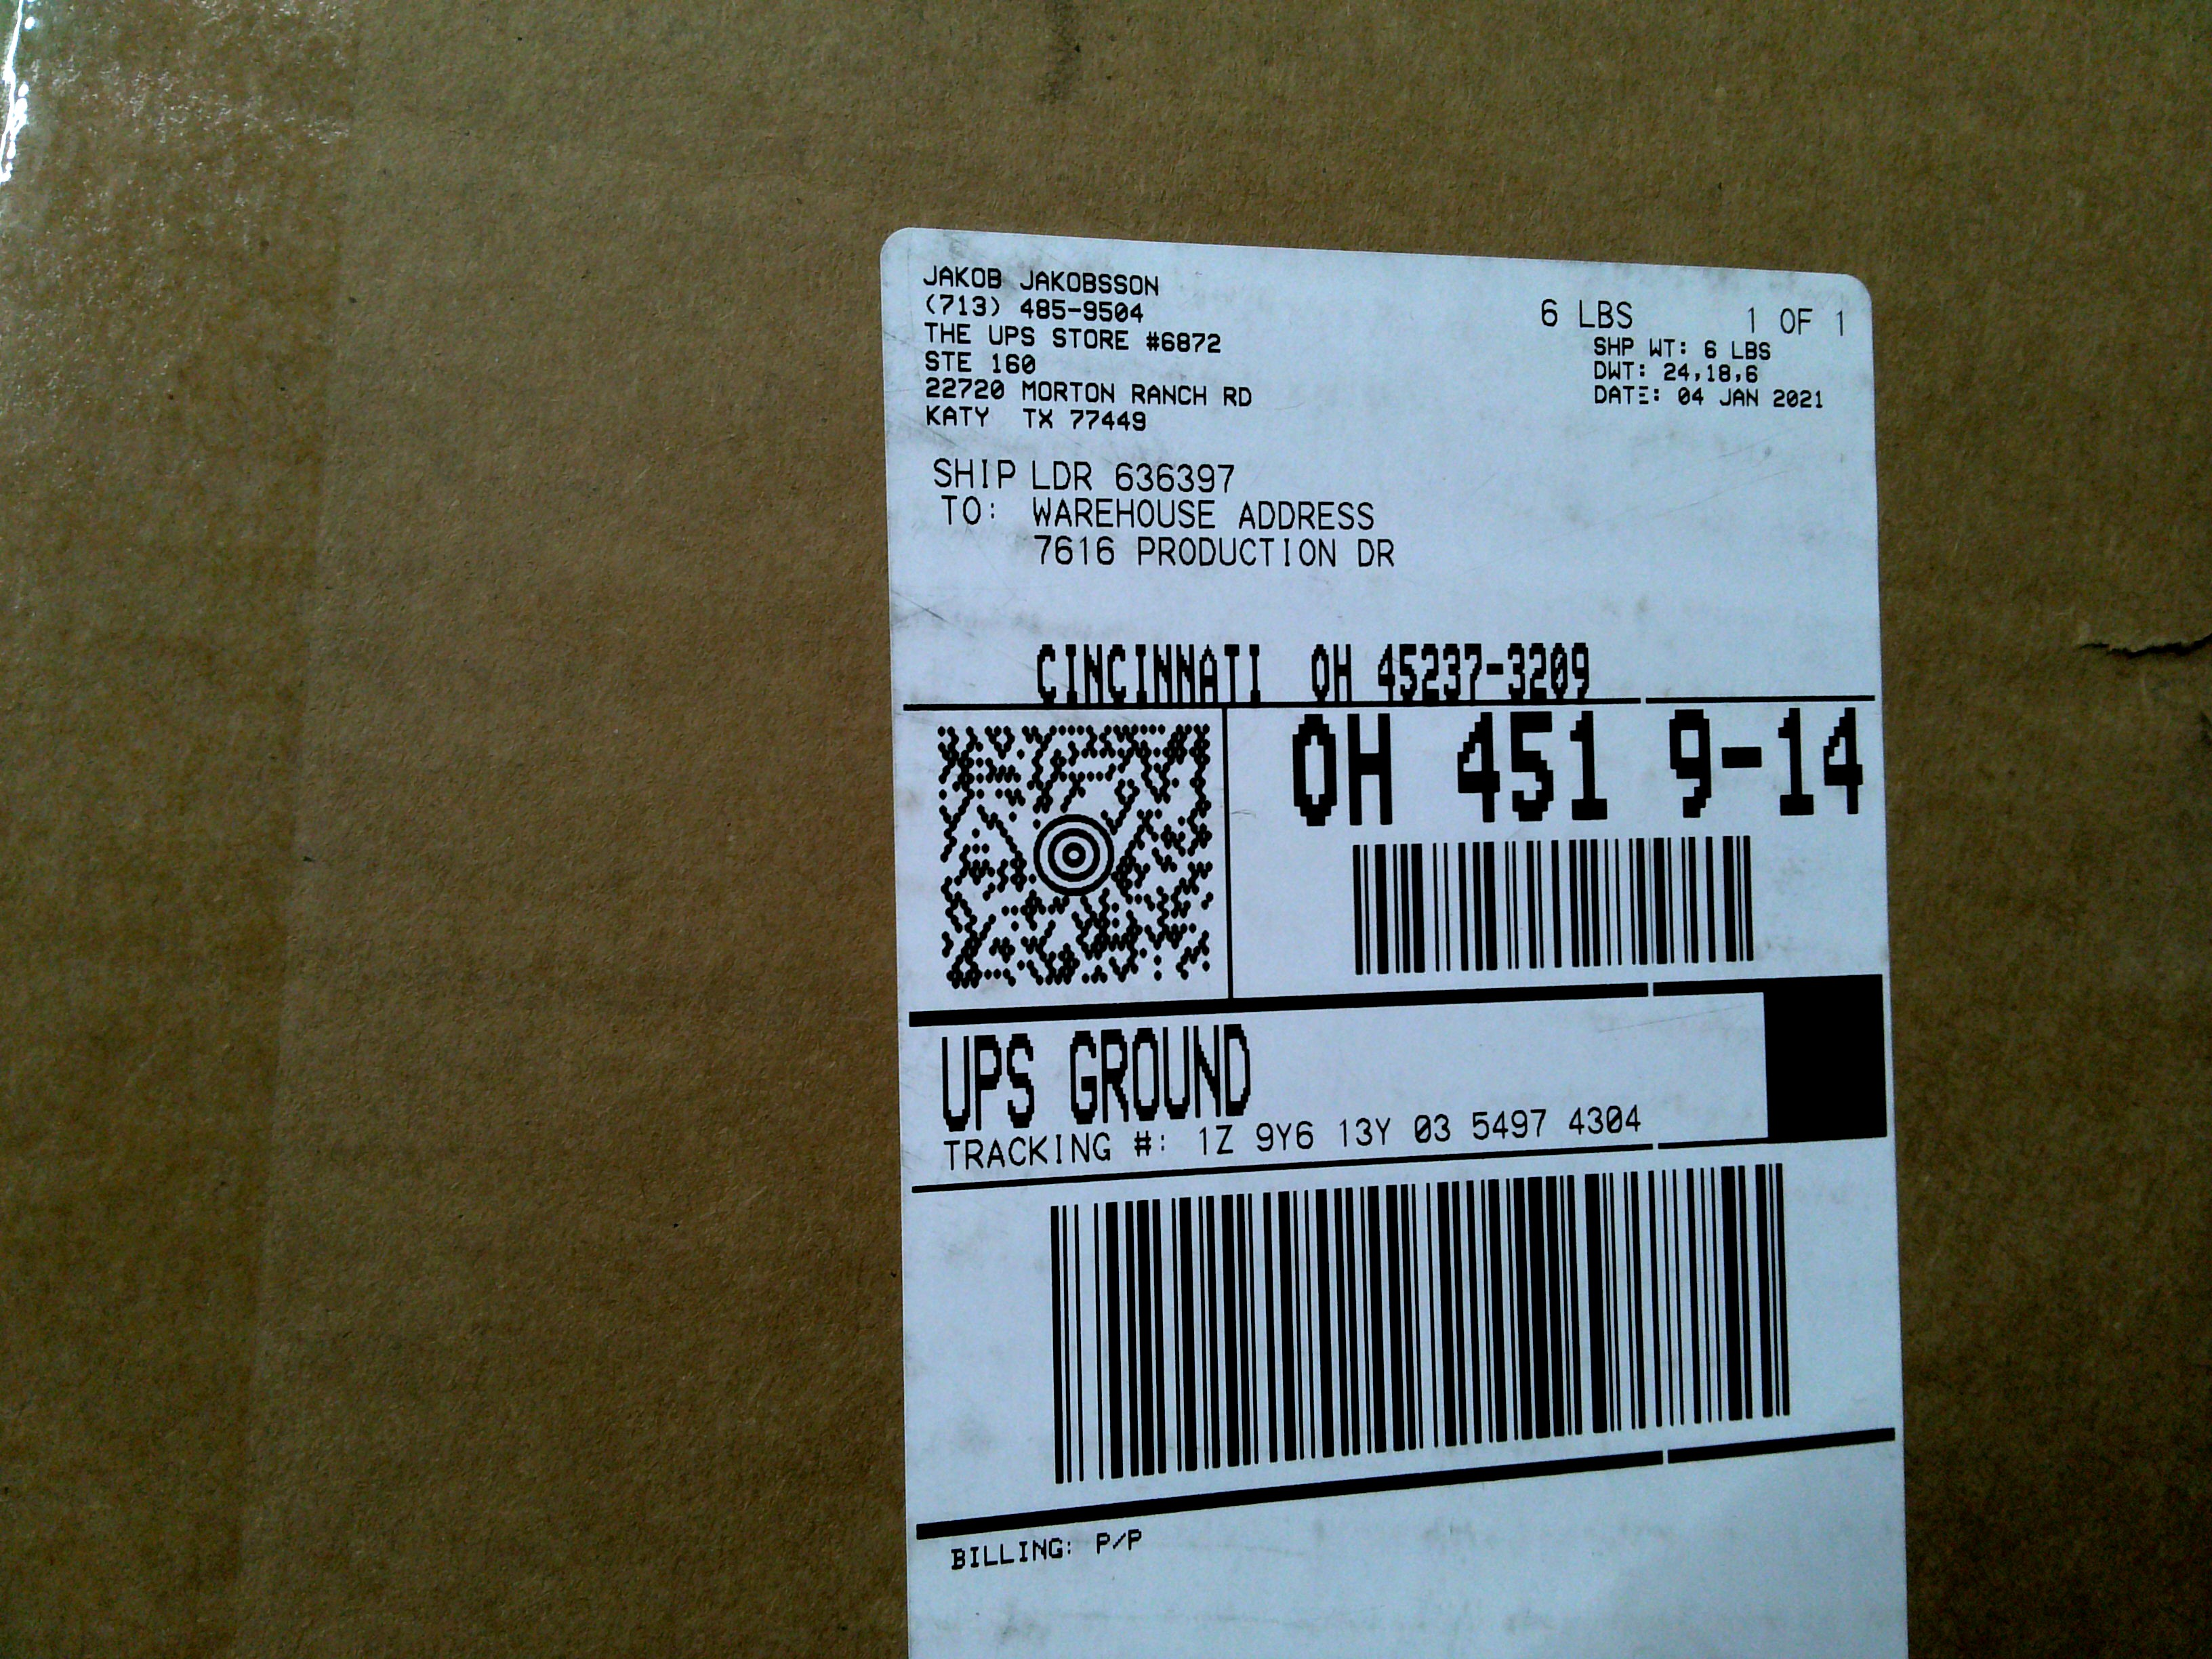 JAKOB JAKOBSSON
(713) 485-9504
THE UPS STORE #6872
STE 160
22720 MORTON RANCH RD
KATY TX 77449
6 LBS 1 OF 1
SHP WT: 6 LBS
DWT: 24,18,6
DATE: 04 JAN 2021
SHIP LDR 636397
TO: WAREHOUSE ADDRESS
7616 PRODUCTION DR
CINCINNATI OH 45237-3209
OH 451 9-14
UPS GROUND
TRACKING #: 1Z 9Y6 13Y 03 5497 4304
BILLING: P/P